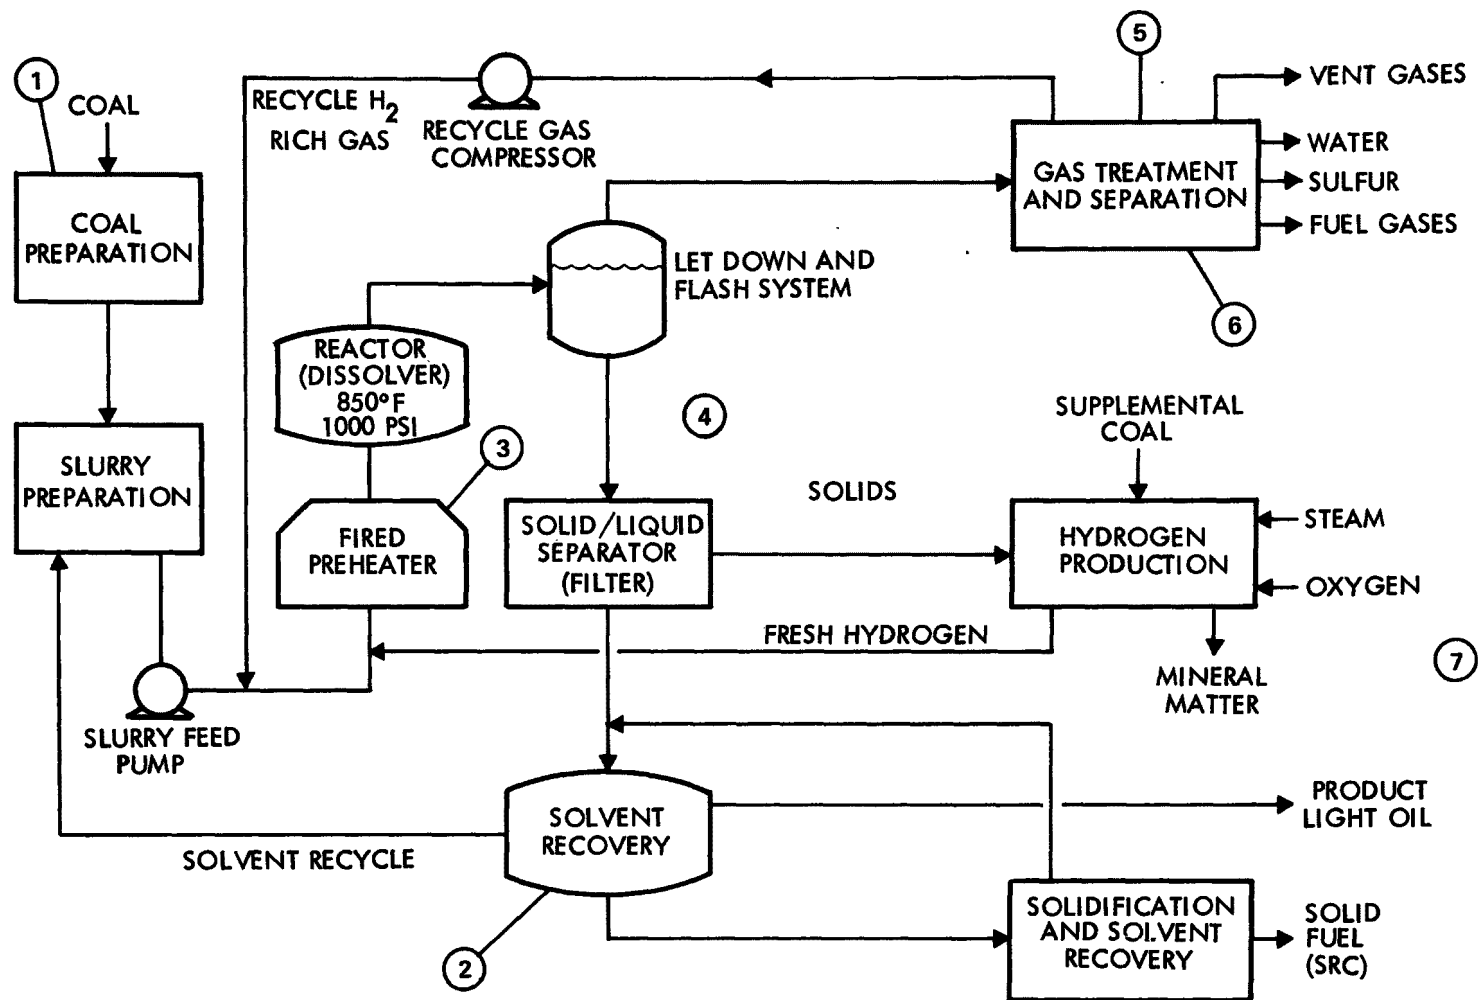 5
1
COAL
RECYCLE H2
RICH GAS
RECYCLE GAS
COMPRESSOR
VENT GASES
WATER
SULFUR
FUEL GASES
GAS TREATMENT
AND SEPARATION
COAL
PREPARATION
LET DOWN AND
FLASH SYSTEM
6
REACTOR
(DISSOLVER)
850°F
1000 PSI
4
3
SUPPLEMENTAL
COAL
SLURRY
PREPARATION
FIRED
PREHEATER
SOLID/LIQUID
SEPARATOR
(FILTER)
SOLIDS
HYDROGEN
PRODUCTION
STEAM
OXYGEN
FRESH HYDROGEN
7
MINERAL
MATTER
SLURRY FEED
PUMP
SOLVENT
RECOVERY
PRODUCT
LIGHT OIL
SOLVENT RECYCLE
2
SOLIDIFICATION
AND SOLVENT
RECOVERY
SOLID
FUEL
(SRC)